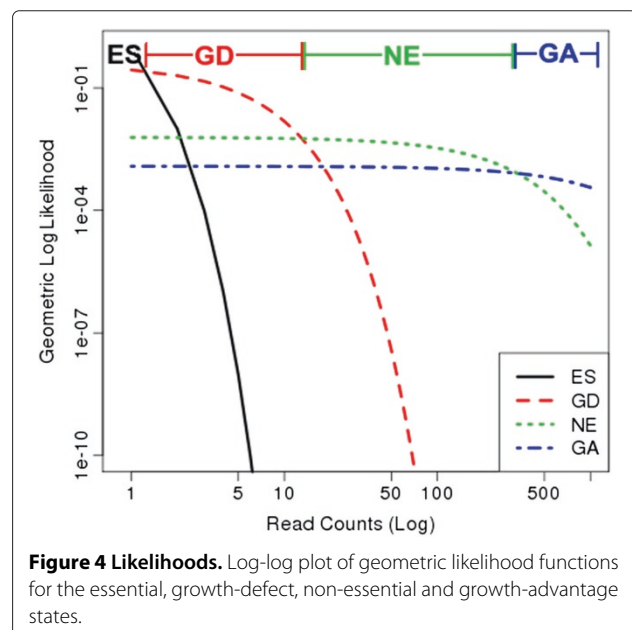 ES GD NE GA
1e-01
1e-04
1e-07
1e-10
Geometric Log Likelihood
ES
GD
NE
GA
1 5 10 50 100 500
Read Counts (Log)
Figure 4 Likelihoods. Log-log plot of geometric likelihood functions
for the essential, growth-defect, non-essential and growth-advantage
states.